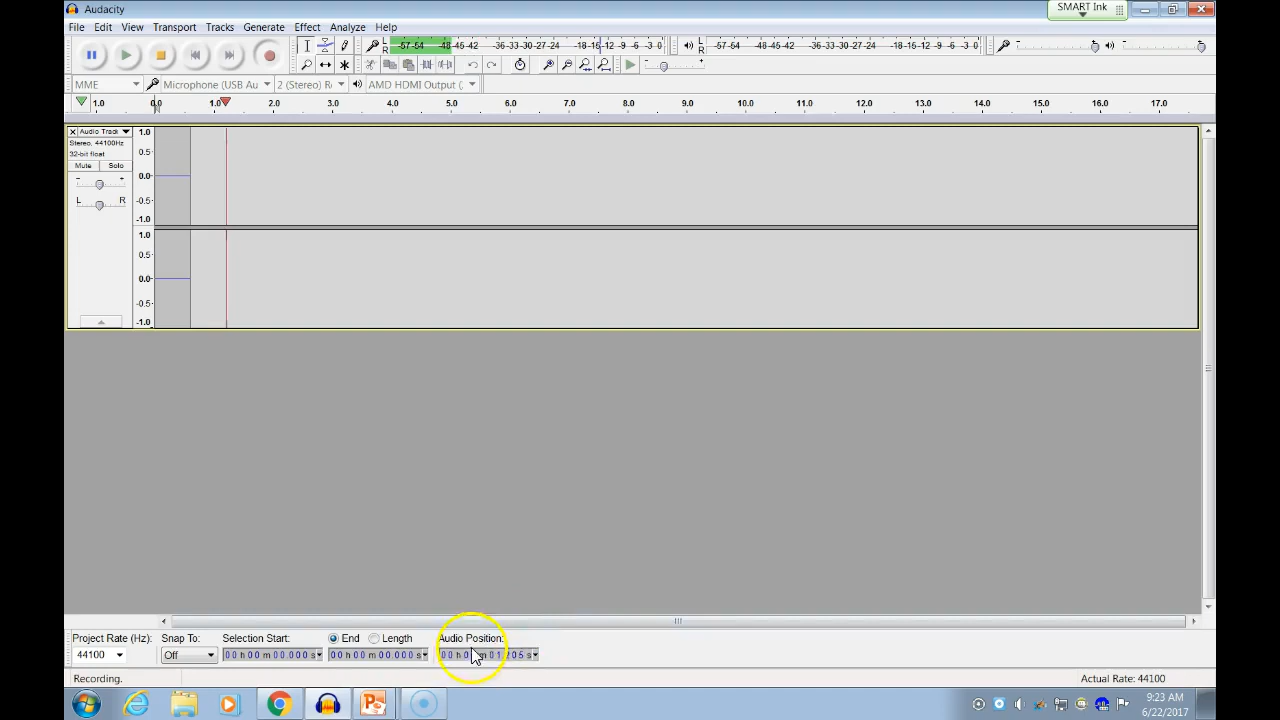 Audacity
SMART Ink
File Edit View Transport Tracks Generate Effect Analyze Help
L R -57 -54 -48 -45 -42 -36 -33 -30 -27 -24 -18 -15 -12 -9 -6 -3 0 L R -57 -54 -48 -45 -42 -36 -33 -30 -27 -24 -18 -15 -12 -9 -6 -3 0
MME Microphone (USB Au 2 (Stereo) Re AMD HDMI Output (
1.0 0.0 1.0 2.0 3.0 4.0 5.0 6.0 7.0 8.0 9.0 10.0 11.0 12.0 13.0 14.0 15.0 16.0 17.0
Audio Track
Stereo, 44100Hz
32-bit float
Mute Solo
- +
L R
1.0
0.5
0.0
-0.5
-1.0
1.0
0.5
0.0
-0.5
-1.0
Project Rate (Hz): Snap To: Selection Start: End Length Audio Position:
44100 Off 00 h 00 m 00.000 s 00 h 00 m 00.000 s
Recording. Actual Rate: 44100
9:23 AM
6/22/2017